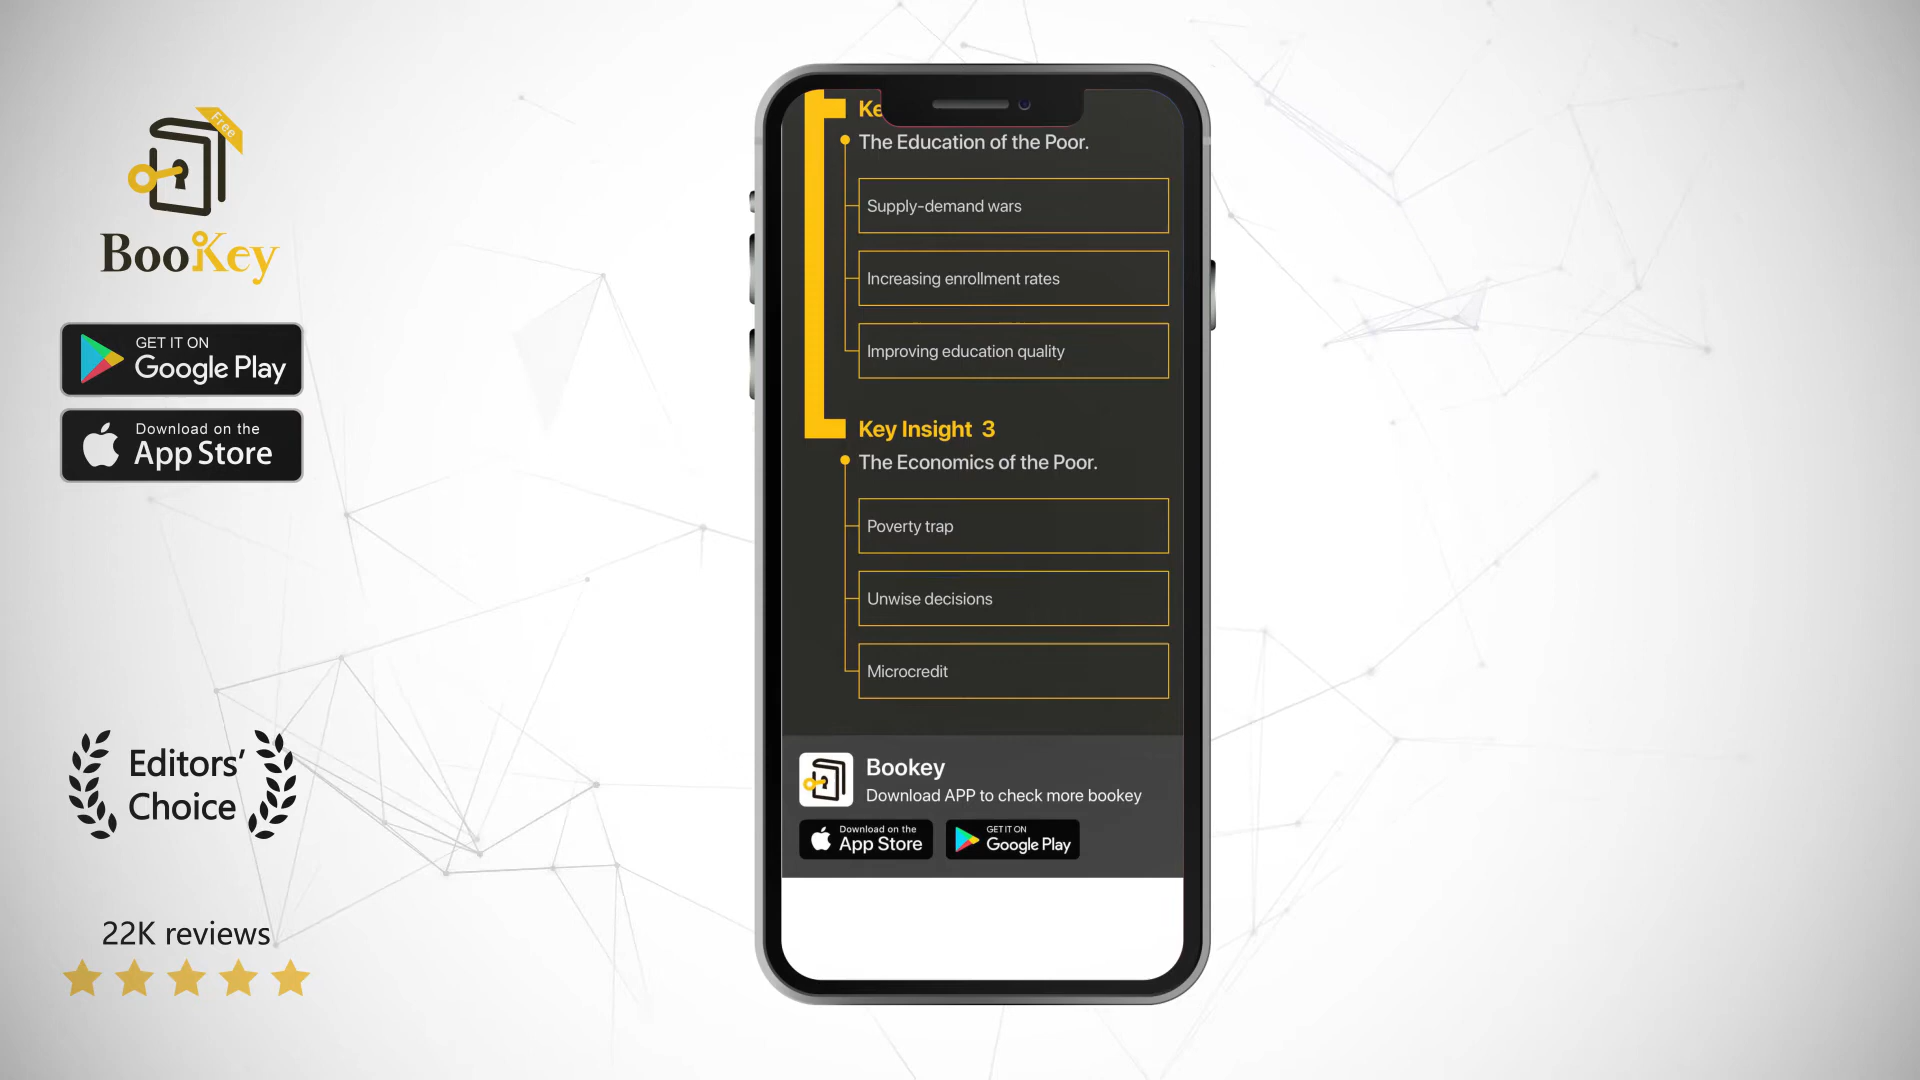 Free
BooKey
GET IT ON
Google Play
Download on the
App Store
Editors'
Choice
22K reviews
The Education of the Poor.
Supply-demand wars
Increasing enrollment rates
Improving education quality
Key Insight 3
The Economics of the Poor.
Poverty trap
Unwise decisions
Microcredit
Bookey
Download APP to check more bookey
Download on the
App Store
GET IT ON
Google Play